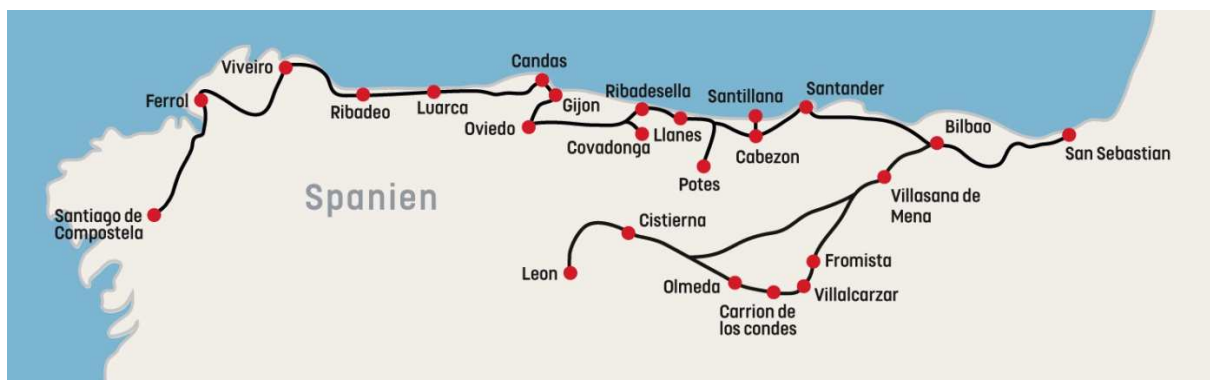 Candas
Viveiro
Ribadesella
Santillana
Santander
Ferrol
Gijon
Ribadeo
Luarca
Oviedo
Llanes
Bilbao
Covadonga
Cabezon
San Sebastian
Potes
Spanien
Villasana de
Mena
Santiago de
Compostela
Cistierna
Fromista
Leon
Olmeda
Villalcarzar
Carrion de
los condes